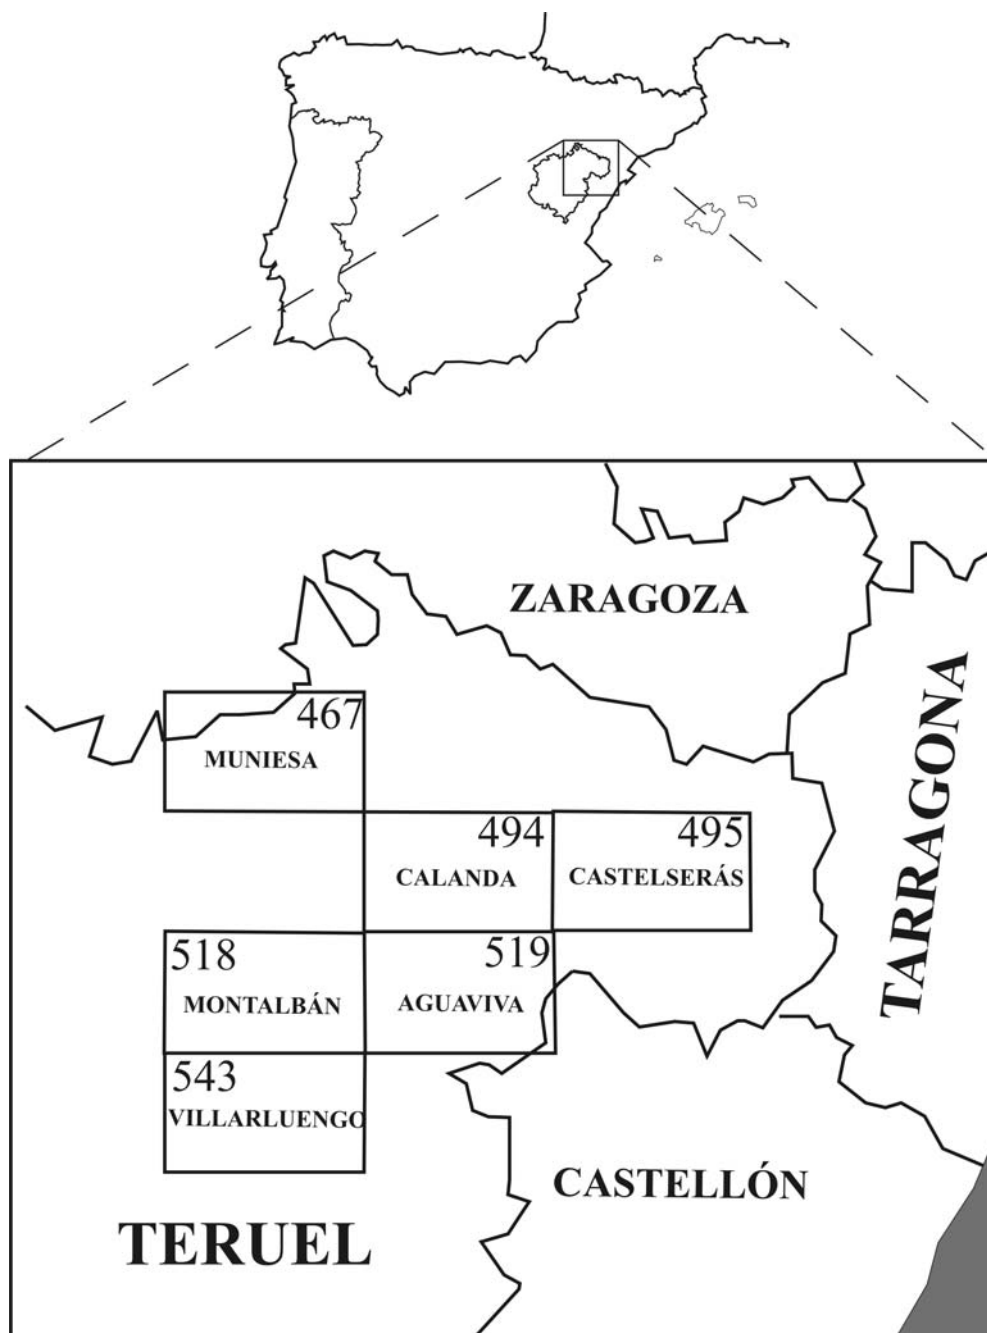 ZARAGOZA
TARRAGONA
467
MUNIESA
494
CALANDA
495
CASTELSERÁS
518
MONTALBÁN
519
AGUAVIVA
543
VILLARLUENGO
CASTELLÓN
TERUEL